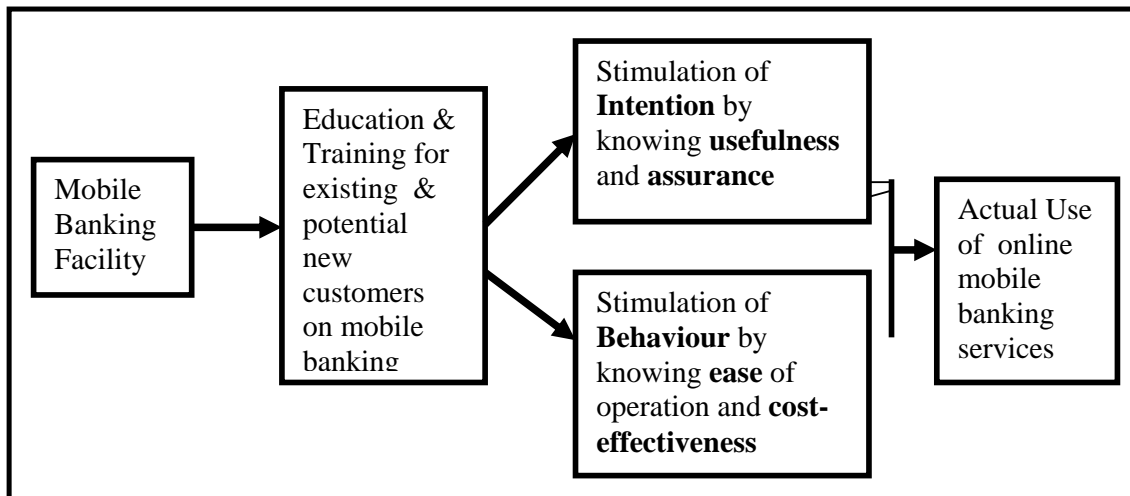 Mobile
Banking
Facility
Education &
Training for
existing & 
potential
new
customers
on mobile
banking
Stimulation of
Intention by
knowing usefulness
and assurance
Stimulation of
Behaviour by
knowing ease of
operation and cost-
effectiveness
Actual Use
of online
mobile
banking
services